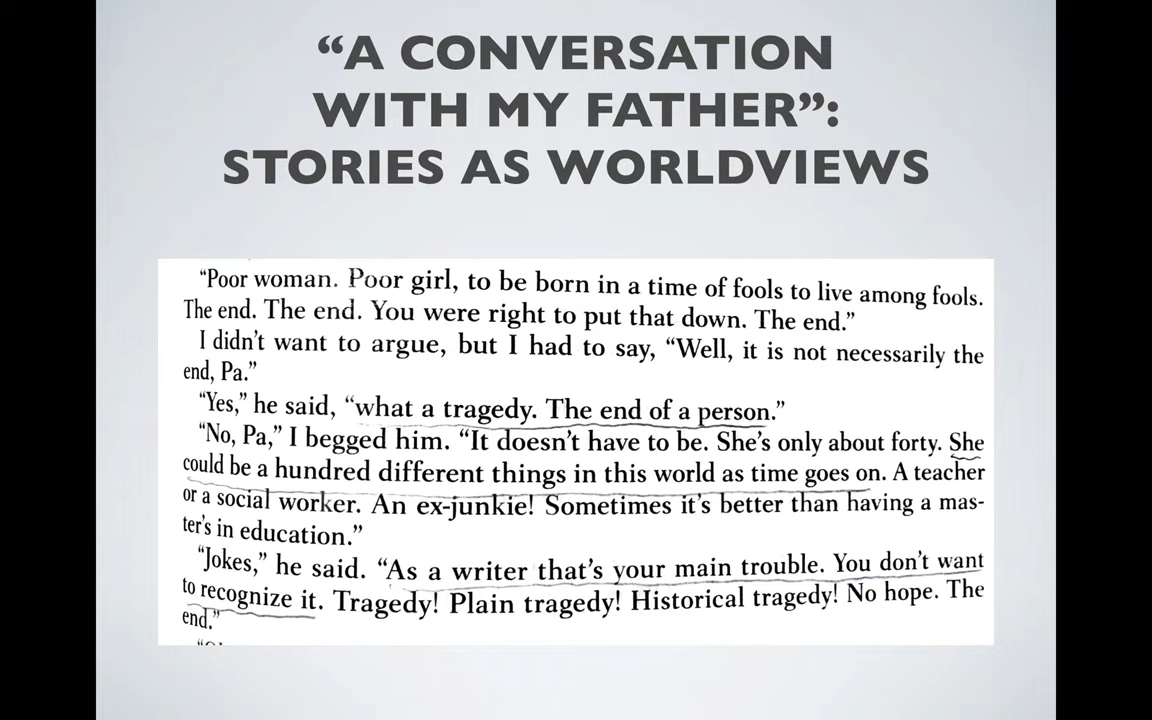 “A CONVERSATION
WITH MY FATHER”:
STORIES AS WORLDVIEWS
“Poor woman. Poor girl, to be born in a time of fools to live among fools.
The end. The end. You were right to put that down. The end.”
I didn’t want to argue, but I had to say, “Well, it is not necessarily the
end, Pa.”
“Yes,” he said, “what a tragedy. The end of a person.”
“No, Pa,” I begged him. “It doesn’t have to be. She’s only about forty. She
could be a hundred different things in this world as time goes on. A teacher
or a social worker. An ex-junkie! Sometimes it’s better than having a mas-
ter’s in education.”
“Jokes,” he said. “As a writer that’s your main trouble. You don’t want
to recognize it. Tragedy! Plain tragedy! Historical tragedy! No hope. The
end.”